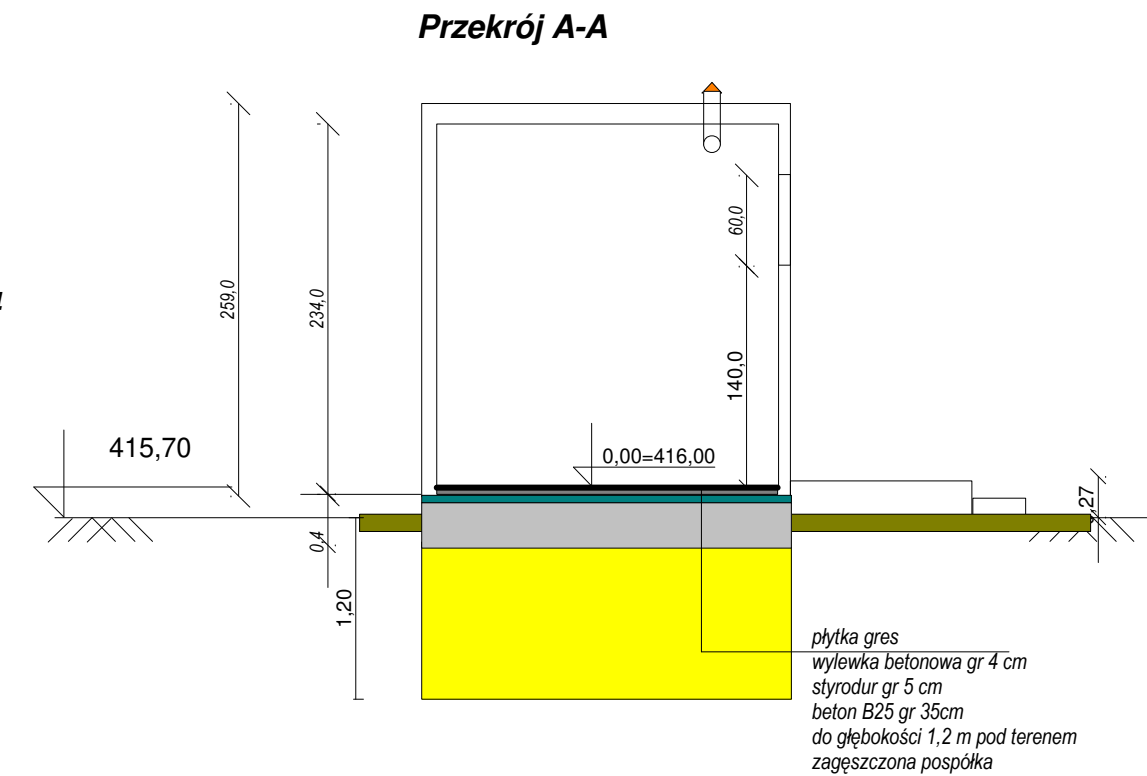 Przekrój A-A
259,0
234,0
60,0
140,0
!
415,70
0,00=416,00
,27
0,4
1,20
płytka gres
wylewka betonowa gr 4 cm
styrodur gr 5 cm
beton B25 gr 35cm
do głębokości 1,2 m pod terenem
zagęszczona pospółka